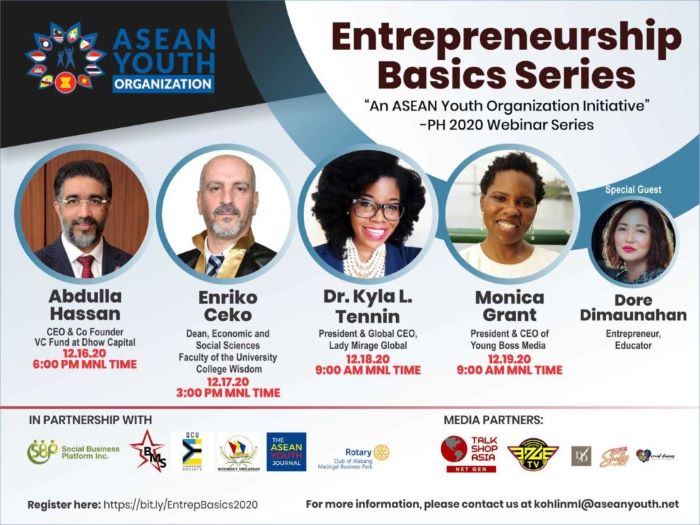 ASEAN
YOUTH
ORGANIZATION
Entrepreneurship
Basics Series
“An ASEAN Youth Organization Initiative”
-PH 2020 Webinar Series
Abdulla
Hassan
CEO & Co Founder
VC Fund at Dhow Capital
12.16.20
6:00 PM MNL TIME
Enriko
Ceko
Dean, Economic and
Social Sciences
Faculty of the University
College Wisdom
12.17.20
3:00 PM MNL TIME
Dr. Kyla L.
Tennin
President & Global CEO,
Lady Mirage Global
12.18.20
9:00 AM MNL TIME
Monica
Grant
President & CEO of
Young Boss Media
12.19.20
9:00 AM MNL TIME
Special Guest
Dore
Dimaunahan
Entrepreneur,
Educator
IN PARTNERSHIP WITH
Social Business
Platform Inc.
BMS
QCU
THE
ASEAN
YOUTH
JOURNAL
Rotary
Club of Alabang
Madrigal Business Park
MEDIA PARTNERS:
TALK
SHOP
ASIA
NXT GEN
TV
Register here: https://bit.ly/EntrepBasics2020
For more information, please contact us at kohlinml@aseanyouth.net